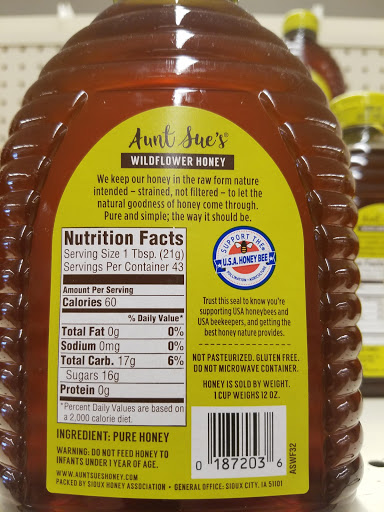 Aunt Sue's®
WILDFLOWER HONEY
We keep our honey in the raw form nature
intended – strained, not filtered – to let the
natural goodness of honey come through.
Pure and simple; the way it should be.
Nutrition Facts
Serving Size 1 Tbsp. (21g)
Servings Per Container 43
Amount Per Serving
Calories 60
% Daily Value*
Total Fat 0g 0%
Sodium 0mg 0%
Total Carb. 17g 6%
Sugars 16g
Protein 0g
*Percent Daily Values are based on
a 2,000 calorie diet.
INGREDIENT: PURE HONEY
WARNING: DO NOT FEED HONEY TO
INFANTS UNDER 1 YEAR OF AGE.
WWW.AUNTSUESHONEY.COM
PACKED BY SIOUX HONEY ASSOCIATION • GENERAL OFFICE: SIOUX CITY, IA 51101
SUPPORT THE
U.S.A. HONEY BEE
POLLINATION • AGRICULTURE
Trust this seal to know you're
supporting USA honeybees and
USA beekeepers, and getting the
best honey nature provides.
NOT PASTEURIZED. GLUTEN FREE.
DO NOT MICROWAVE CONTAINER.
HONEY IS SOLD BY WEIGHT.
1 CUP WEIGHS 12 OZ.
0 187203 6
ASWF32